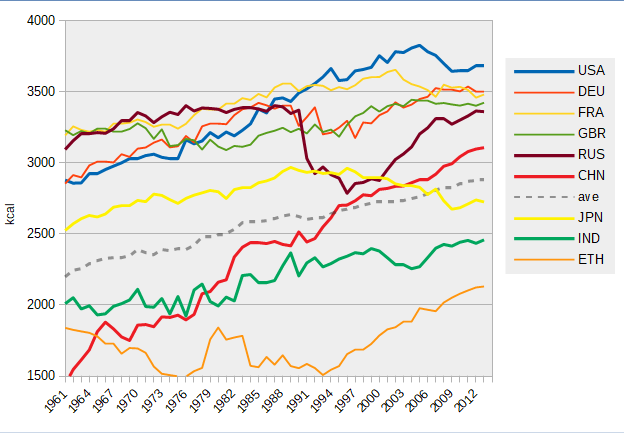 4000
3500
3000
2500
2000
1500
kcal
1961
1964
1967
1970
1973
1976
1979
1982
1985
1988
1991
1994
1997
2000
2003
2006
2009
2012
USA
DEU
FRA
GBR
RUS
CHN
ave
JPN
IND
ETH